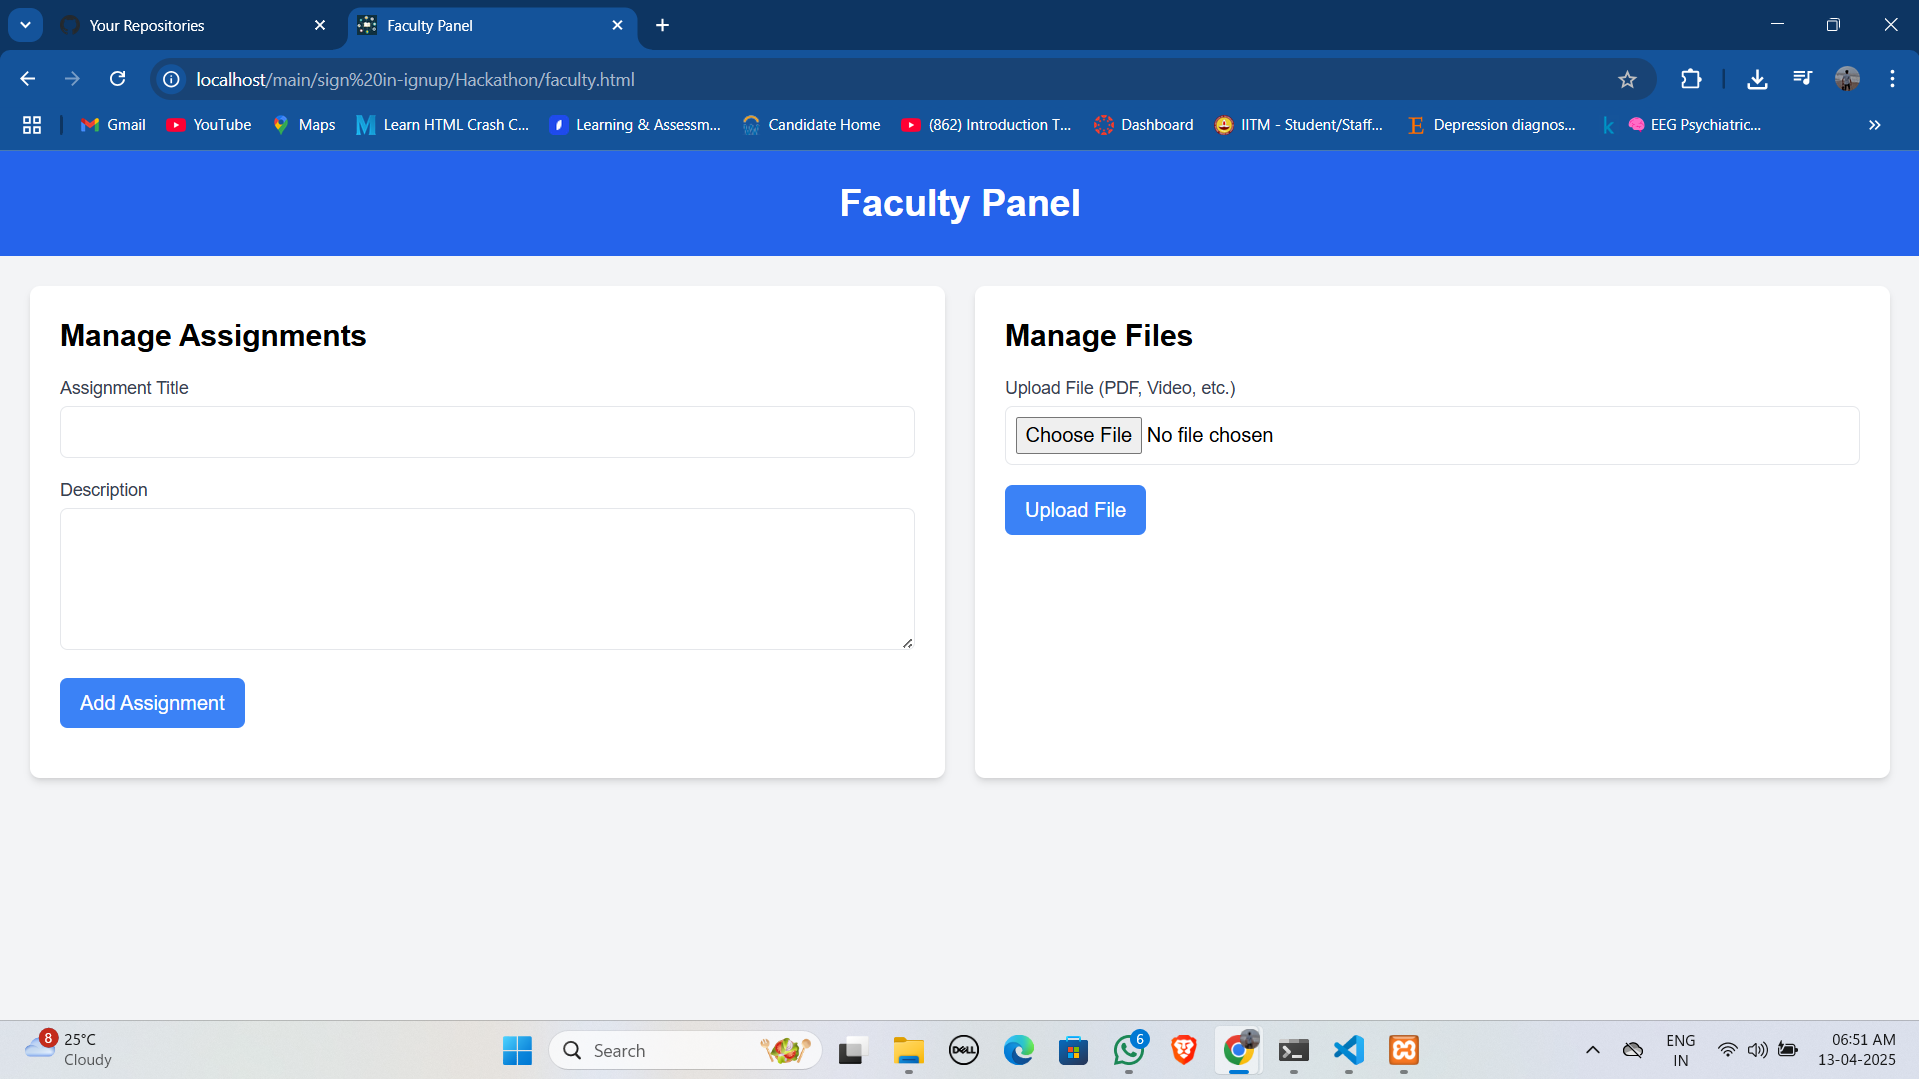 Your Repositories
Faculty Panel
localhost/main/sign%20in-ignup/Hackathon/faculty.html
Gmail
YouTube
Maps
Learn HTML Crash C...
Learning & Assessm...
Candidate Home
(862) Introduction T...
Dashboard
IITM - Student/Staff...
Depression diagnos...
EEG Psychiatric...
Faculty Panel
Manage Assignments
Assignment Title
Description
Add Assignment
Manage Files
Upload File (PDF, Video, etc.)
Choose File No file chosen
Upload File
8
25°C
Cloudy
Search
DELL
6
ENG
IN
06:51 AM
13-04-2025